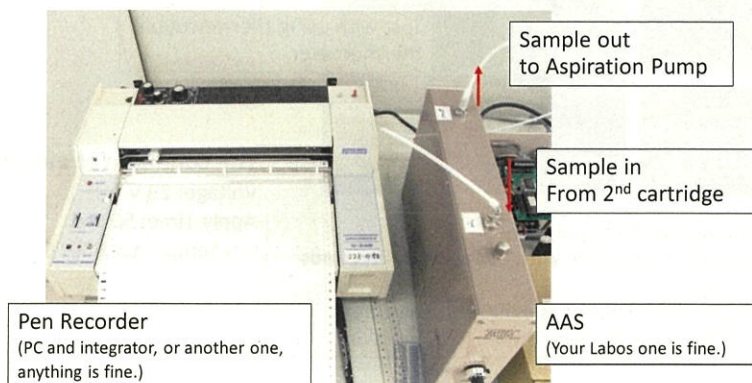 Sample out
to Aspiration Pump
Sample in
From 2nd cartridge
Pen Recorder
(PC and integrator, or another one,
anything is fine.)
AAS
(Your Labos one is fine.)